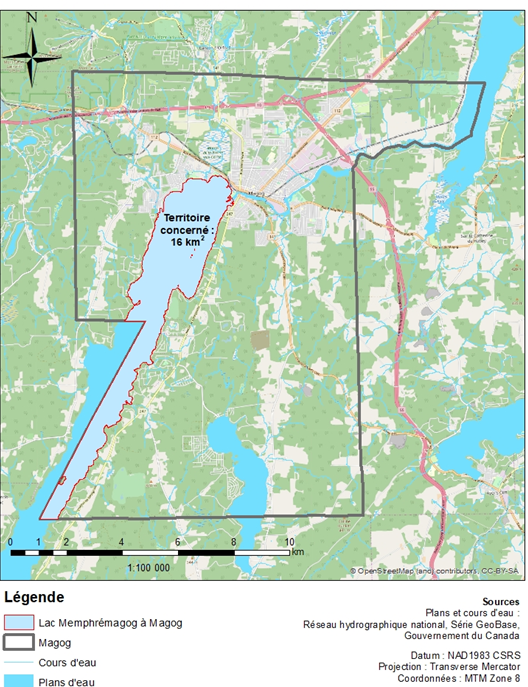 N
Territoire
concerné :
16 km²
Magog
0 1 2 4 6 8 10
km
1:100 000
© OpenStreetMap (and) contributors, CC-BY-SA
Légende
Lac Memphrémagog à Magog
Magog
Cours d'eau
Plans d'eau
Sources
Plans et cours d'eau :
Réseau hydrographique national, Série GeoBase,
Gouvernement du Canada
Datum : NAD1983 CSRS
Projection : Transverse Mercator
Coordonnées : MTM Zone 8